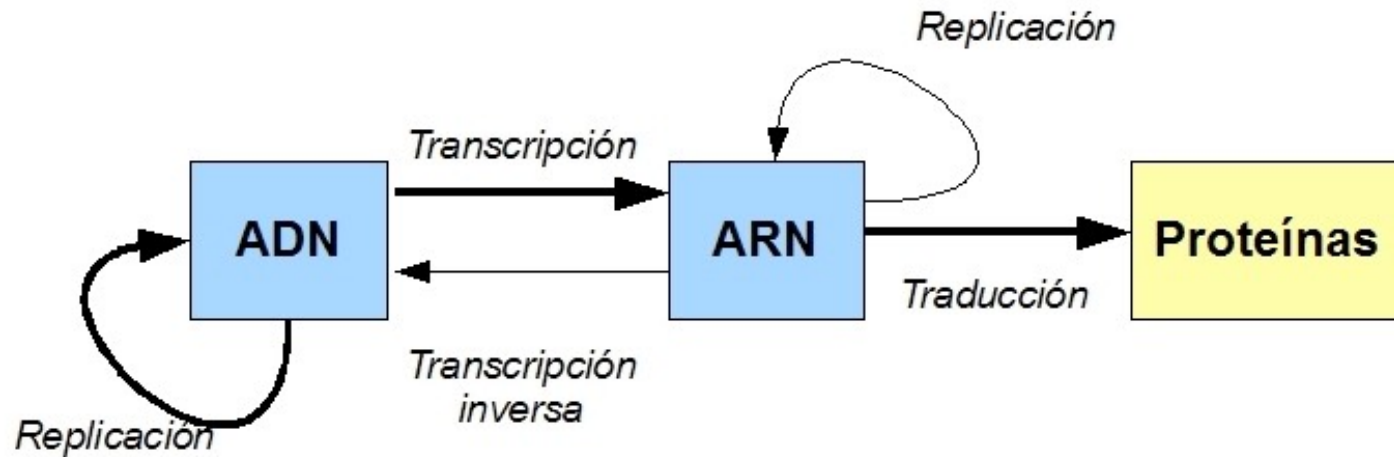 Replicación
Transcripción
ADN
ARN
Proteínas
Traducción
Transcripción
inversa
Replicación